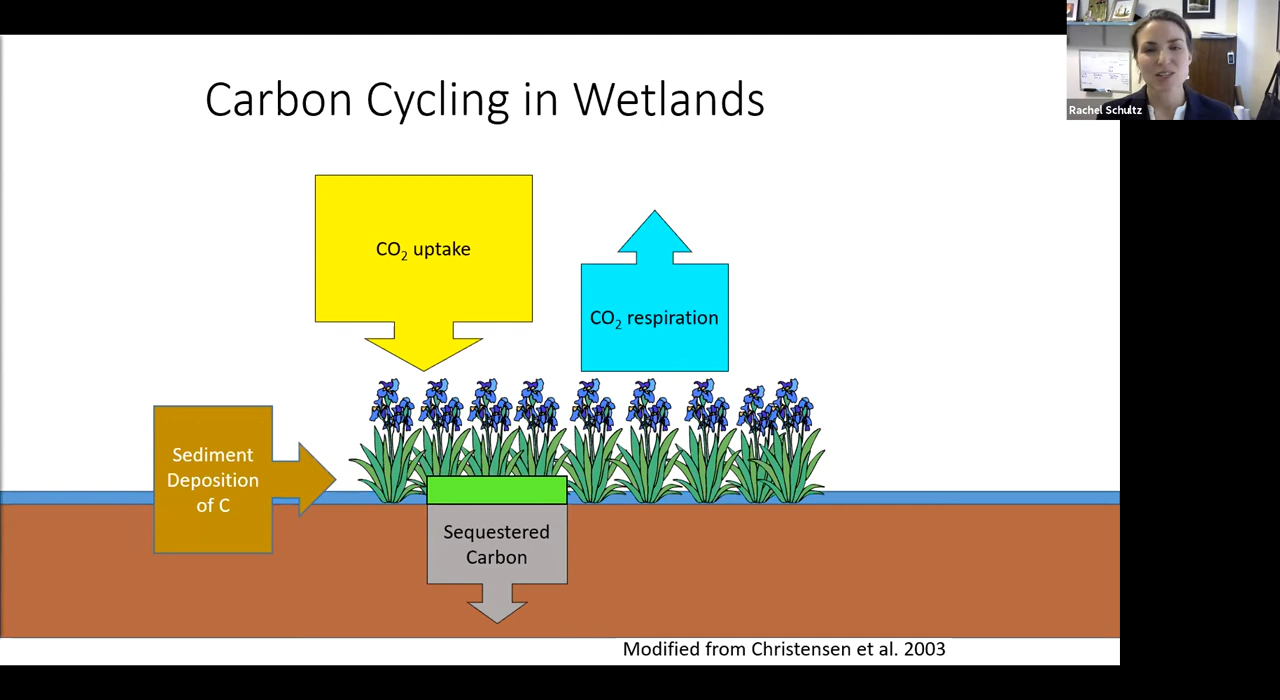 Carbon Cycling in Wetlands
Rachel Schultz
CO₂ uptake
CO₂ respiration
Sediment
Deposition
of C
Sequestered
Carbon
Modified from Christensen et al. 2003